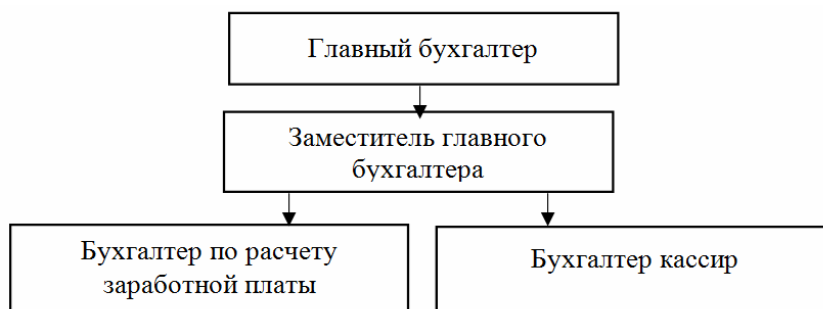 Главный бухгалтер
Заместитель главного
бухгалтера
Бухгалтер по расчету
заработной платы
Бухгалтер кассир